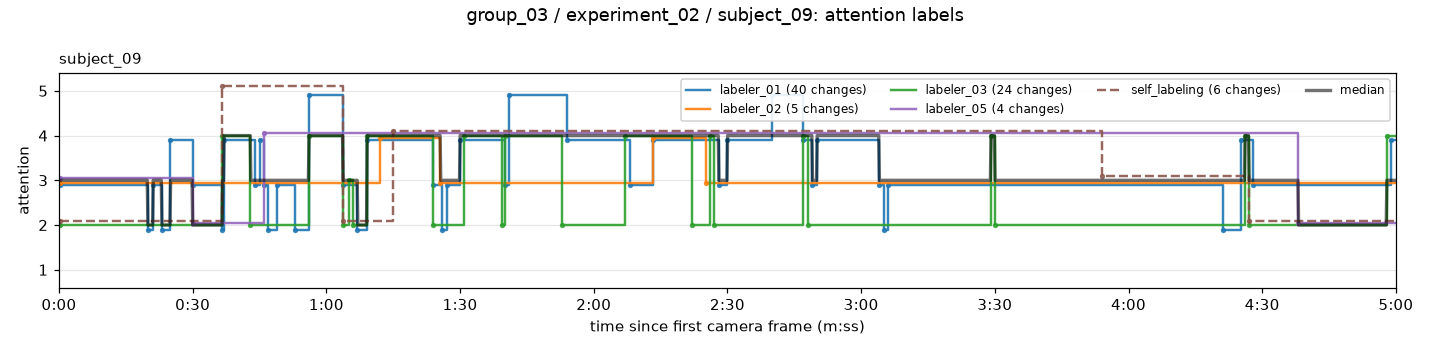 group_03 / experiment_02 / subject_09: attention labels
subject_09
labeler_01 (40 changes)
labeler_02 (5 changes)
labeler_03 (24 changes)
labeler_05 (4 changes)
self_labeling (6 changes)
median
attention
5
4
3
2
1
0:00 0:30 1:00 1:30 2:00 2:30 3:00 3:30 4:00 4:30 5:00
time since first camera frame (m:ss)